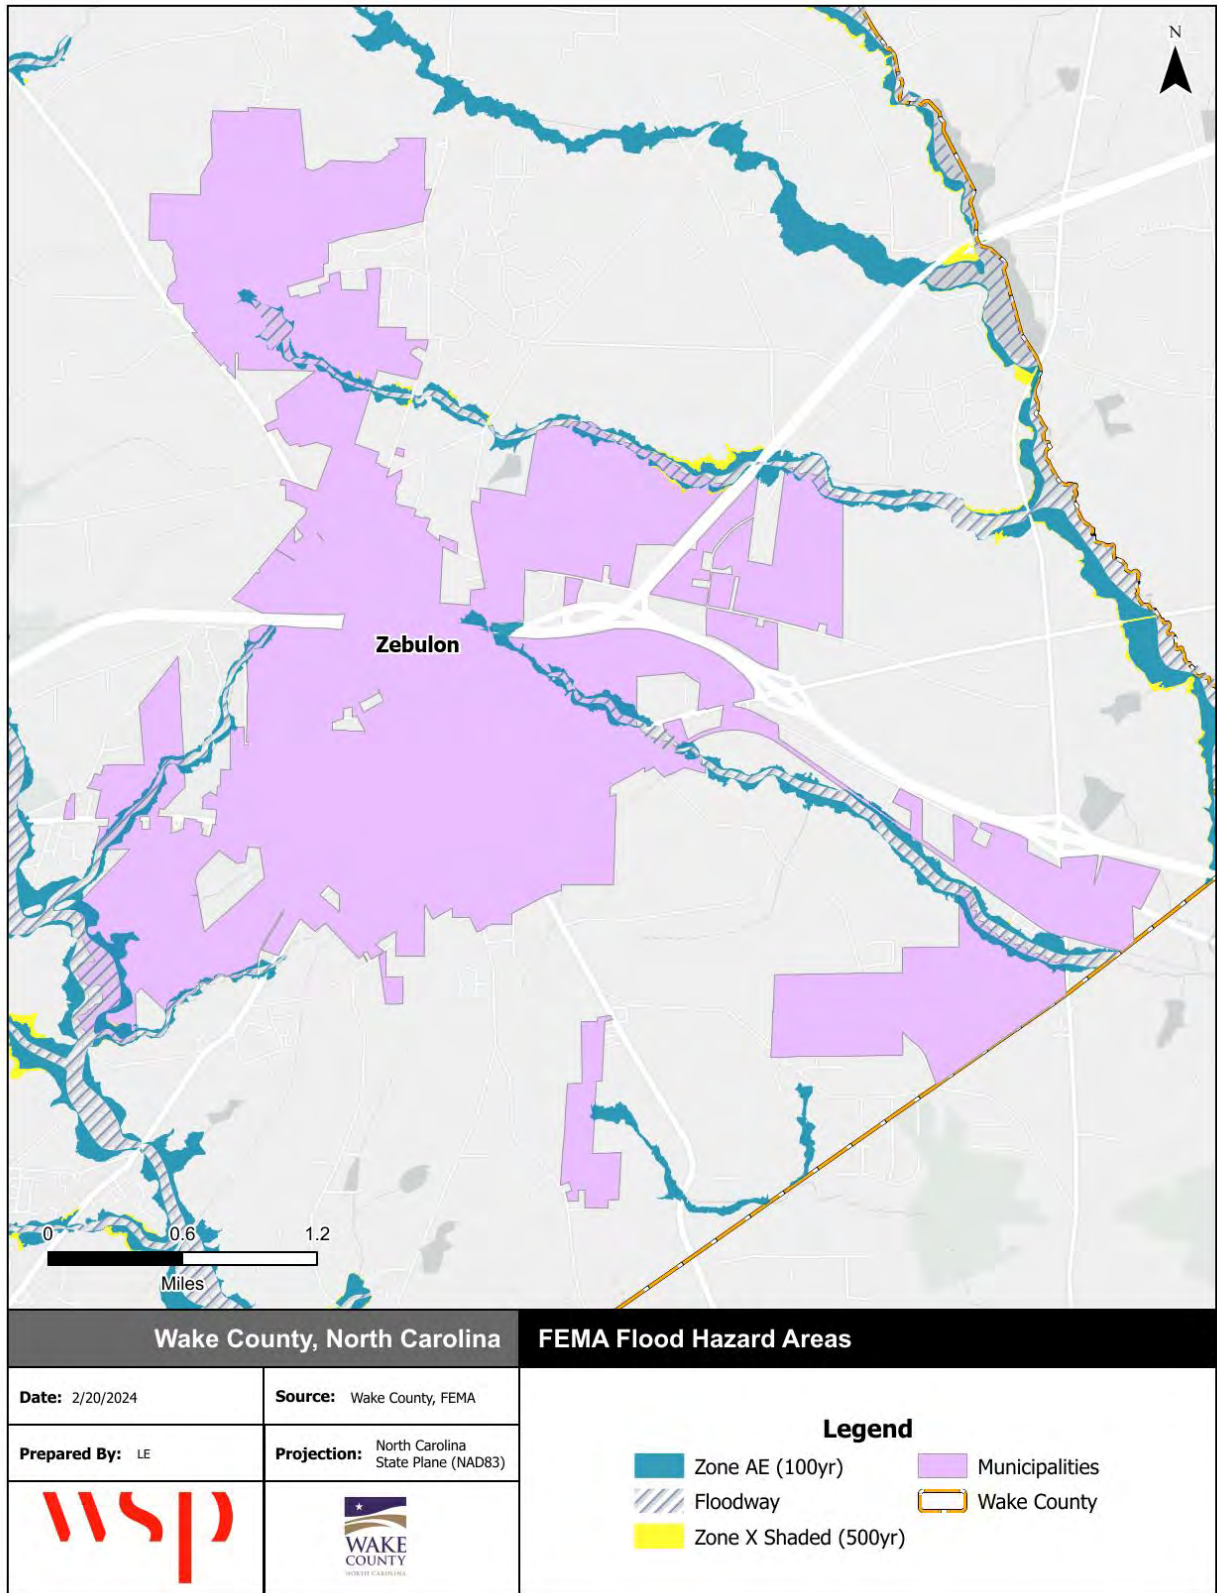 N
Zebulon
0 0.6 1.2
Miles
Wake County, North Carolina
FEMA Flood Hazard Areas
Date: 2/20/2024
Source: Wake County, FEMA
Prepared By: LE
Projection: North Carolina
State Plane (NAD83)
wsp
WAKE
COUNTY
NORTH CAROLINA
Legend
Zone AE (100yr)
Municipalities
Floodway
Wake County
Zone X Shaded (500yr)